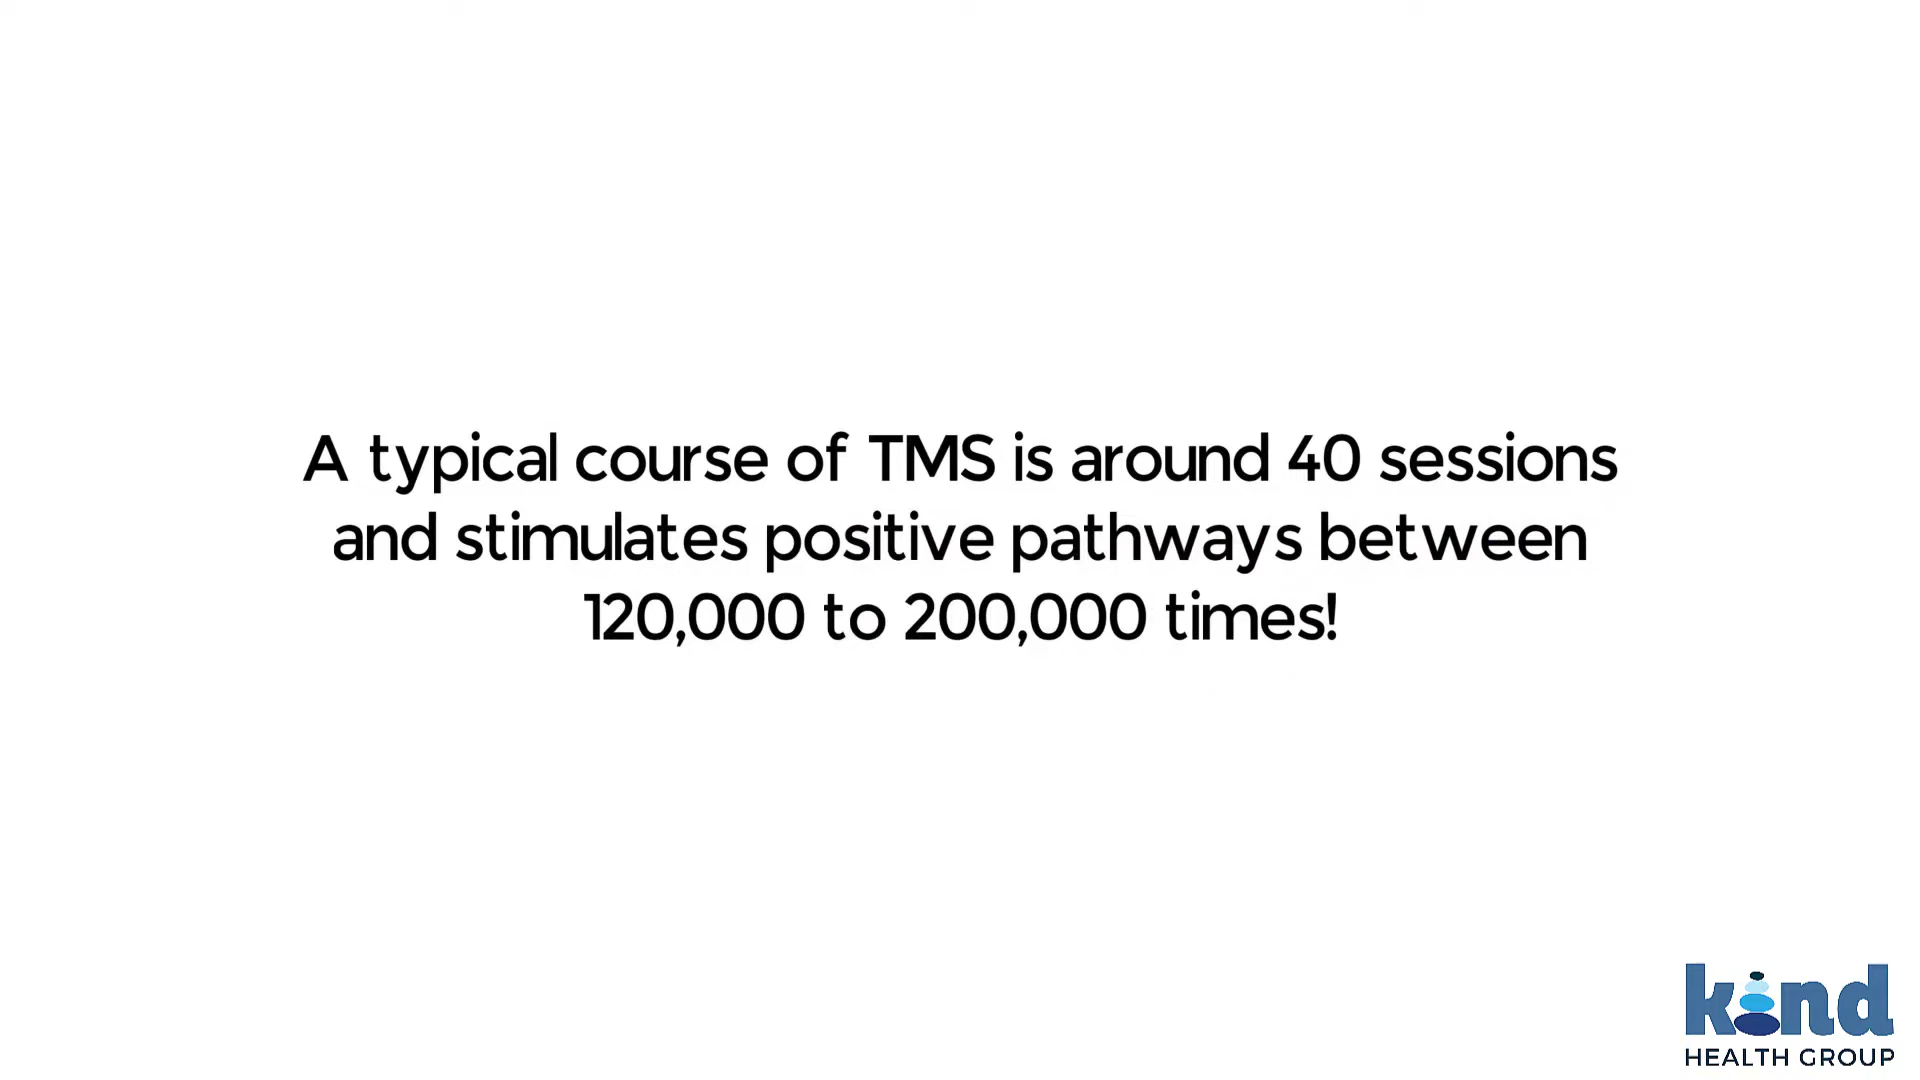 A typical course of TMS is around 40 sessions
and stimulates positive pathways between
120,000 to 200,000 times!
kind
HEALTH GROUP